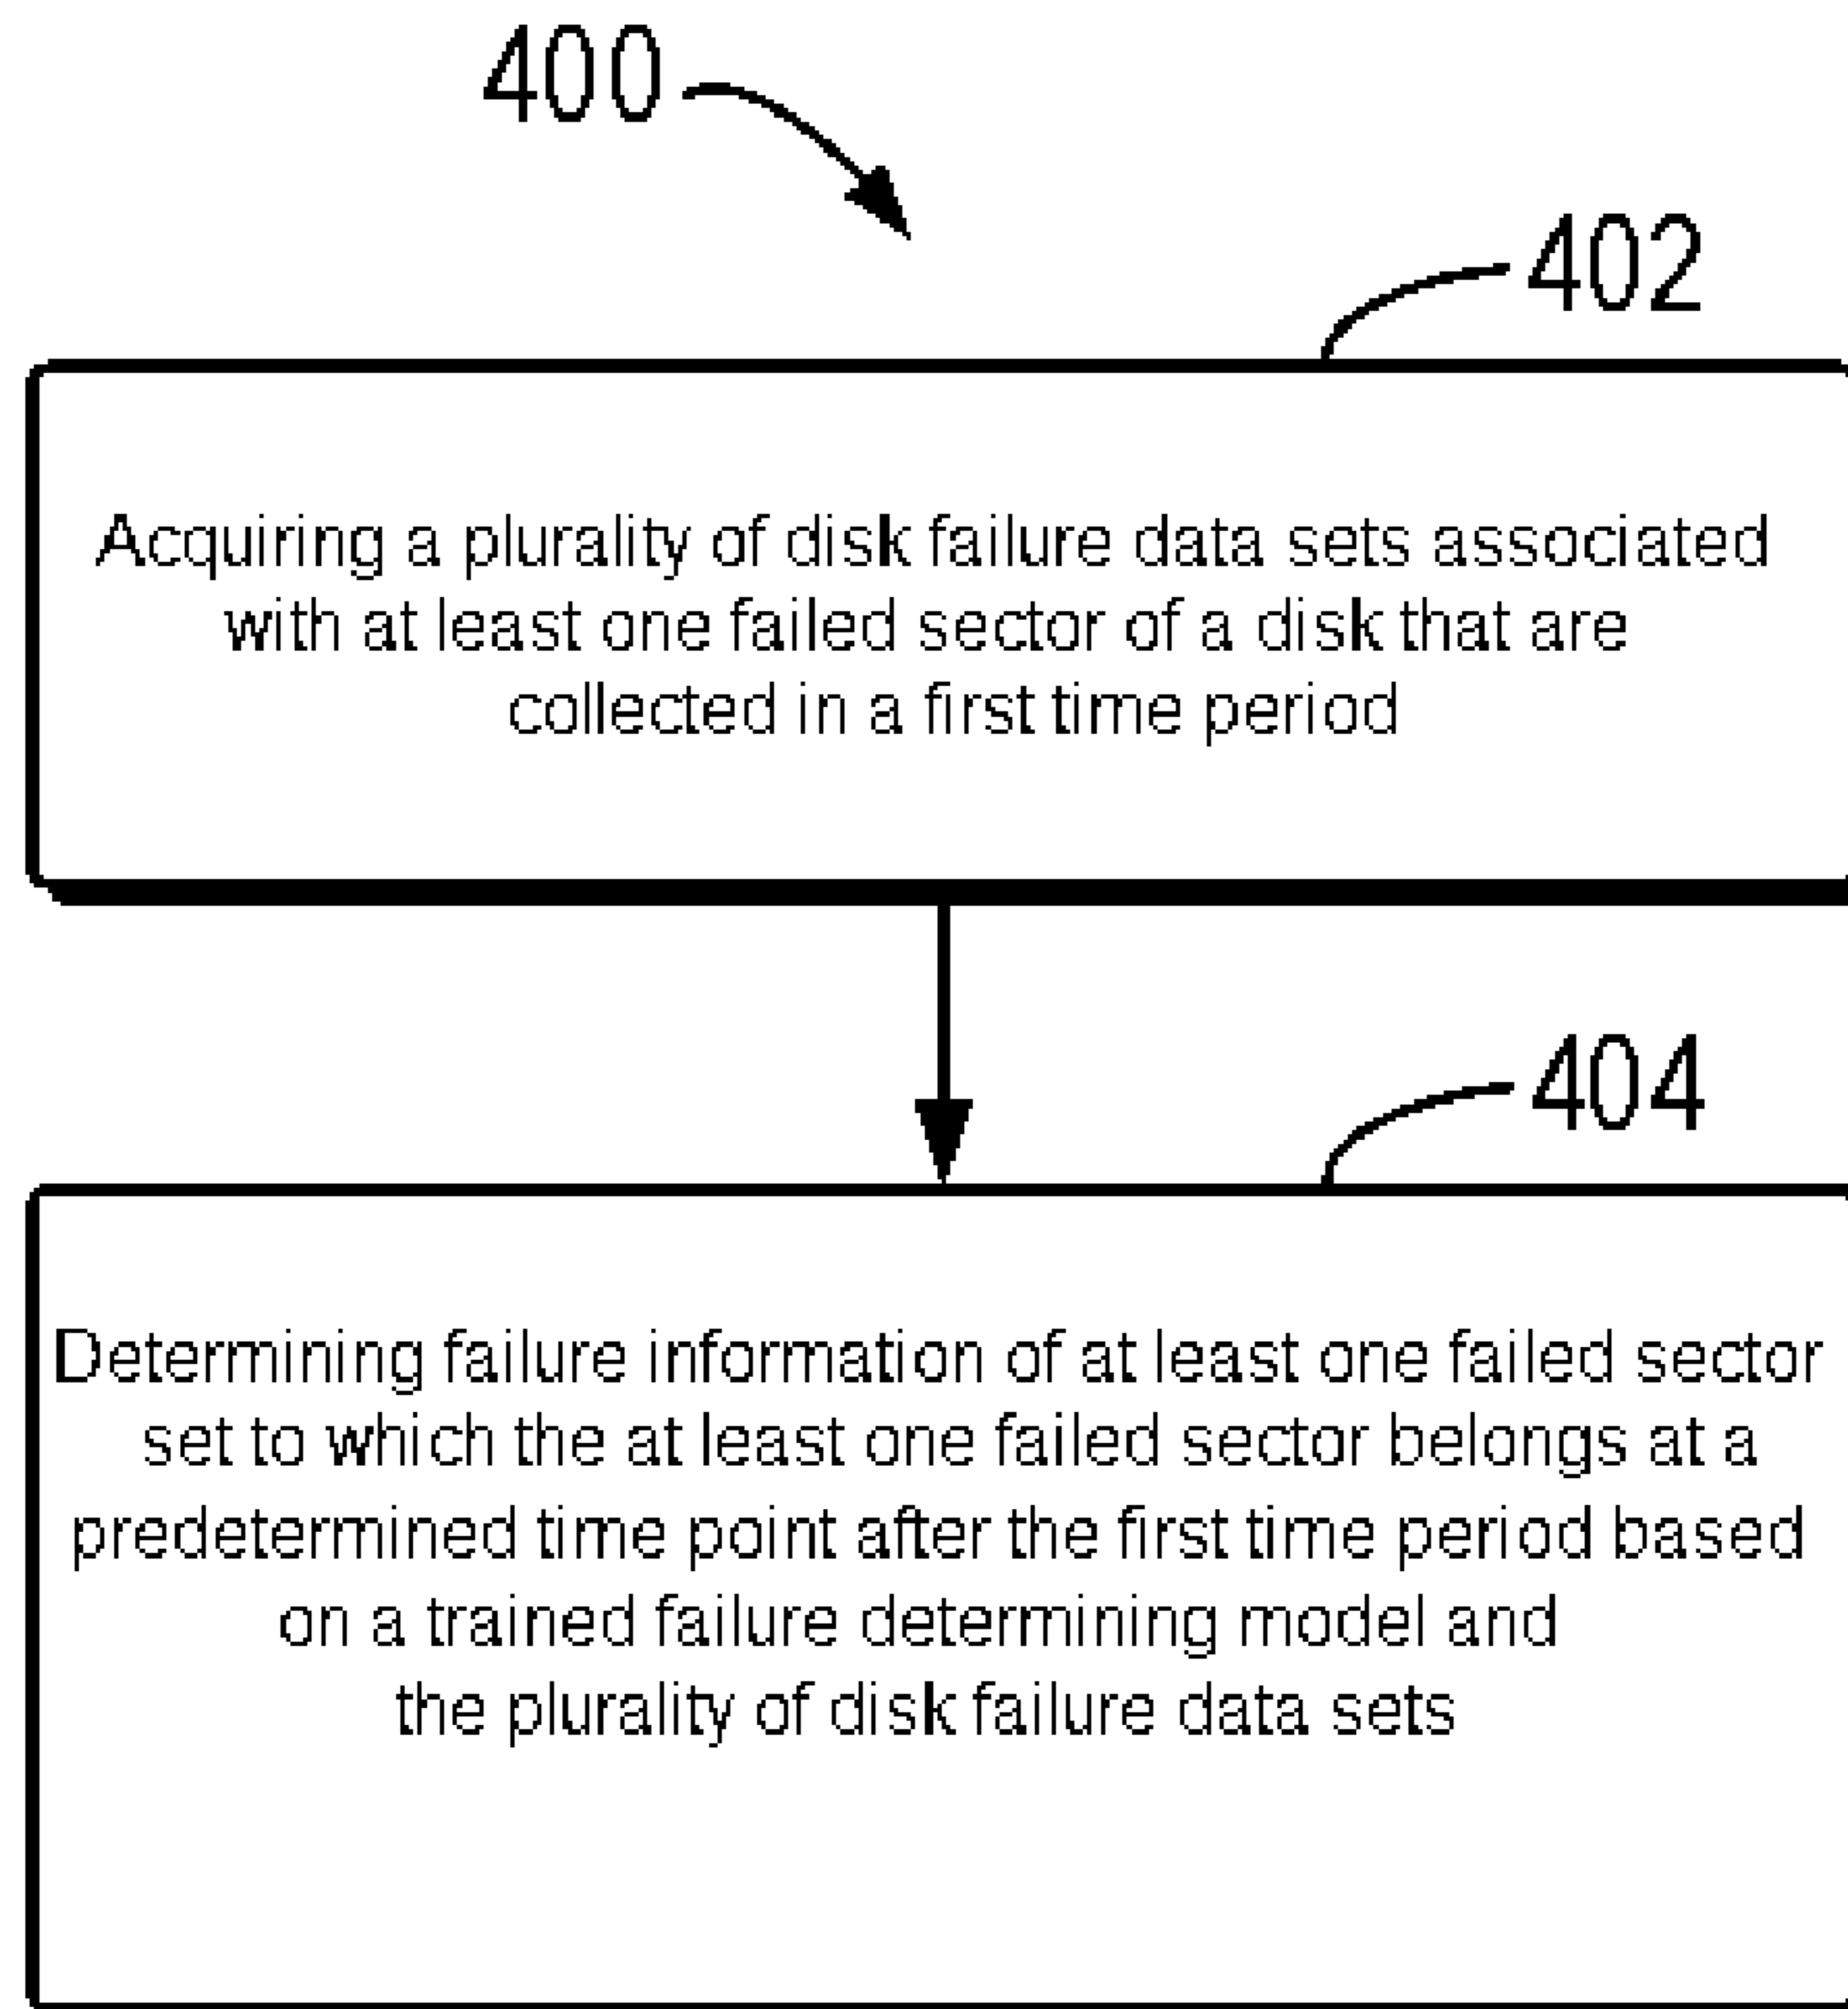 400
402
Acquiring a plurality of disk failure data sets associated
with at least one failed sector of a disk that are
collected in a first time period
404
Determining failure information of at least one failed sector
set to which the at least one failed sector belongs at a
predetermined time point after the first time period based
on a trained failure determining model and
the plurality of disk failure data sets